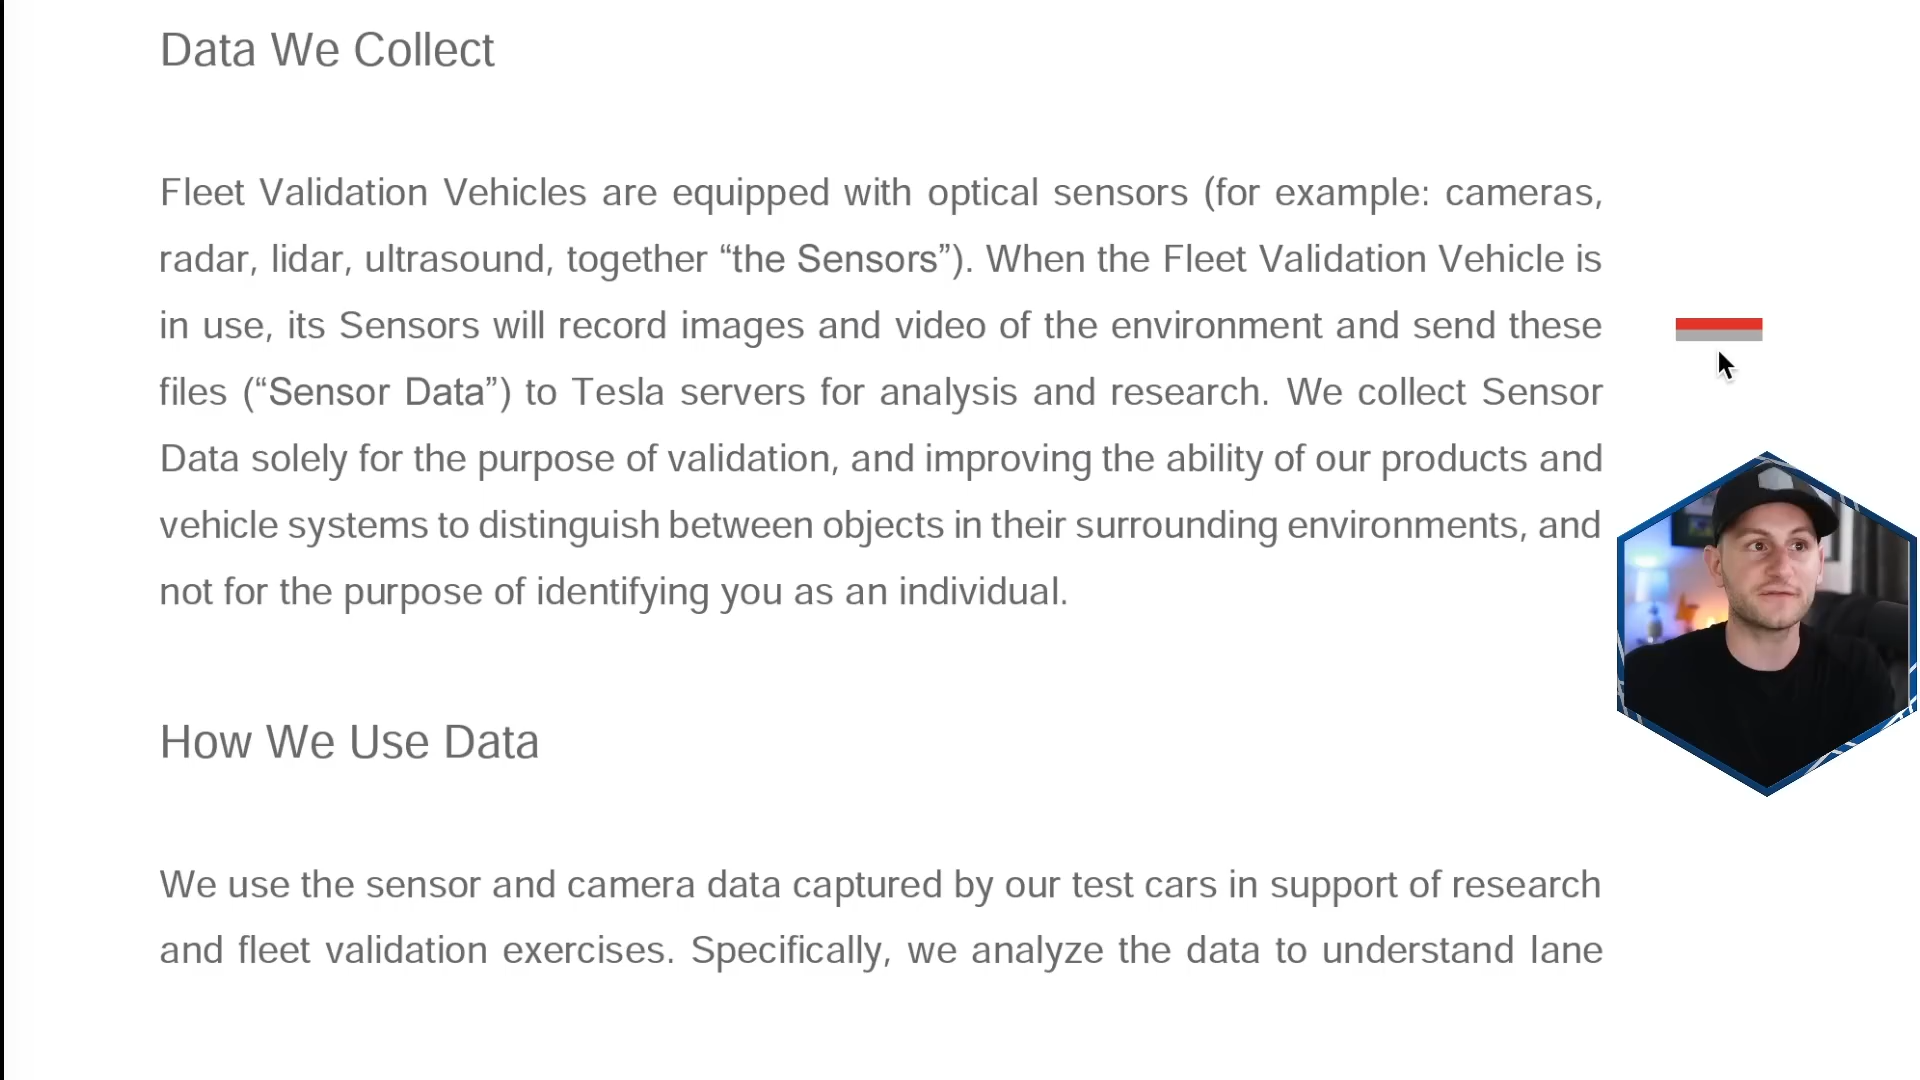 Data We Collect
Fleet Validation Vehicles are equipped with optical sensors (for example: cameras,
radar, lidar, ultrasound, together “the Sensors”). When the Fleet Validation Vehicle is
in use, its Sensors will record images and video of the environment and send these
files (“Sensor Data”) to Tesla servers for analysis and research. We collect Sensor
Data solely for the purpose of validation, and improving the ability of our products and
vehicle systems to distinguish between objects in their surrounding environments, and
not for the purpose of identifying you as an individual.
How We Use Data
We use the sensor and camera data captured by our test cars in support of research
and fleet validation exercises. Specifically, we analyze the data to understand lane